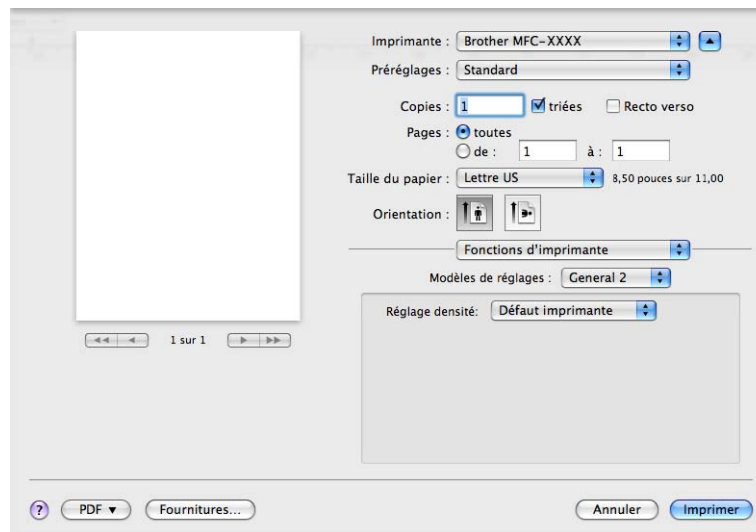 Imprimante : Brother MFC-XXXX
Préréglages : Standard
Copies : 1 triées Recto verso
Pages : toutes
de : 1 à : 1
Taille du papier : Lettre US 8,50 pouces sur 11,00
Orientation :
Fonctions d'imprimante
Modèles de réglages : General 2
Réglage densité: Défaut imprimante
1 sur 1
? PDF ▼ Fournitures... Annuler Imprimer